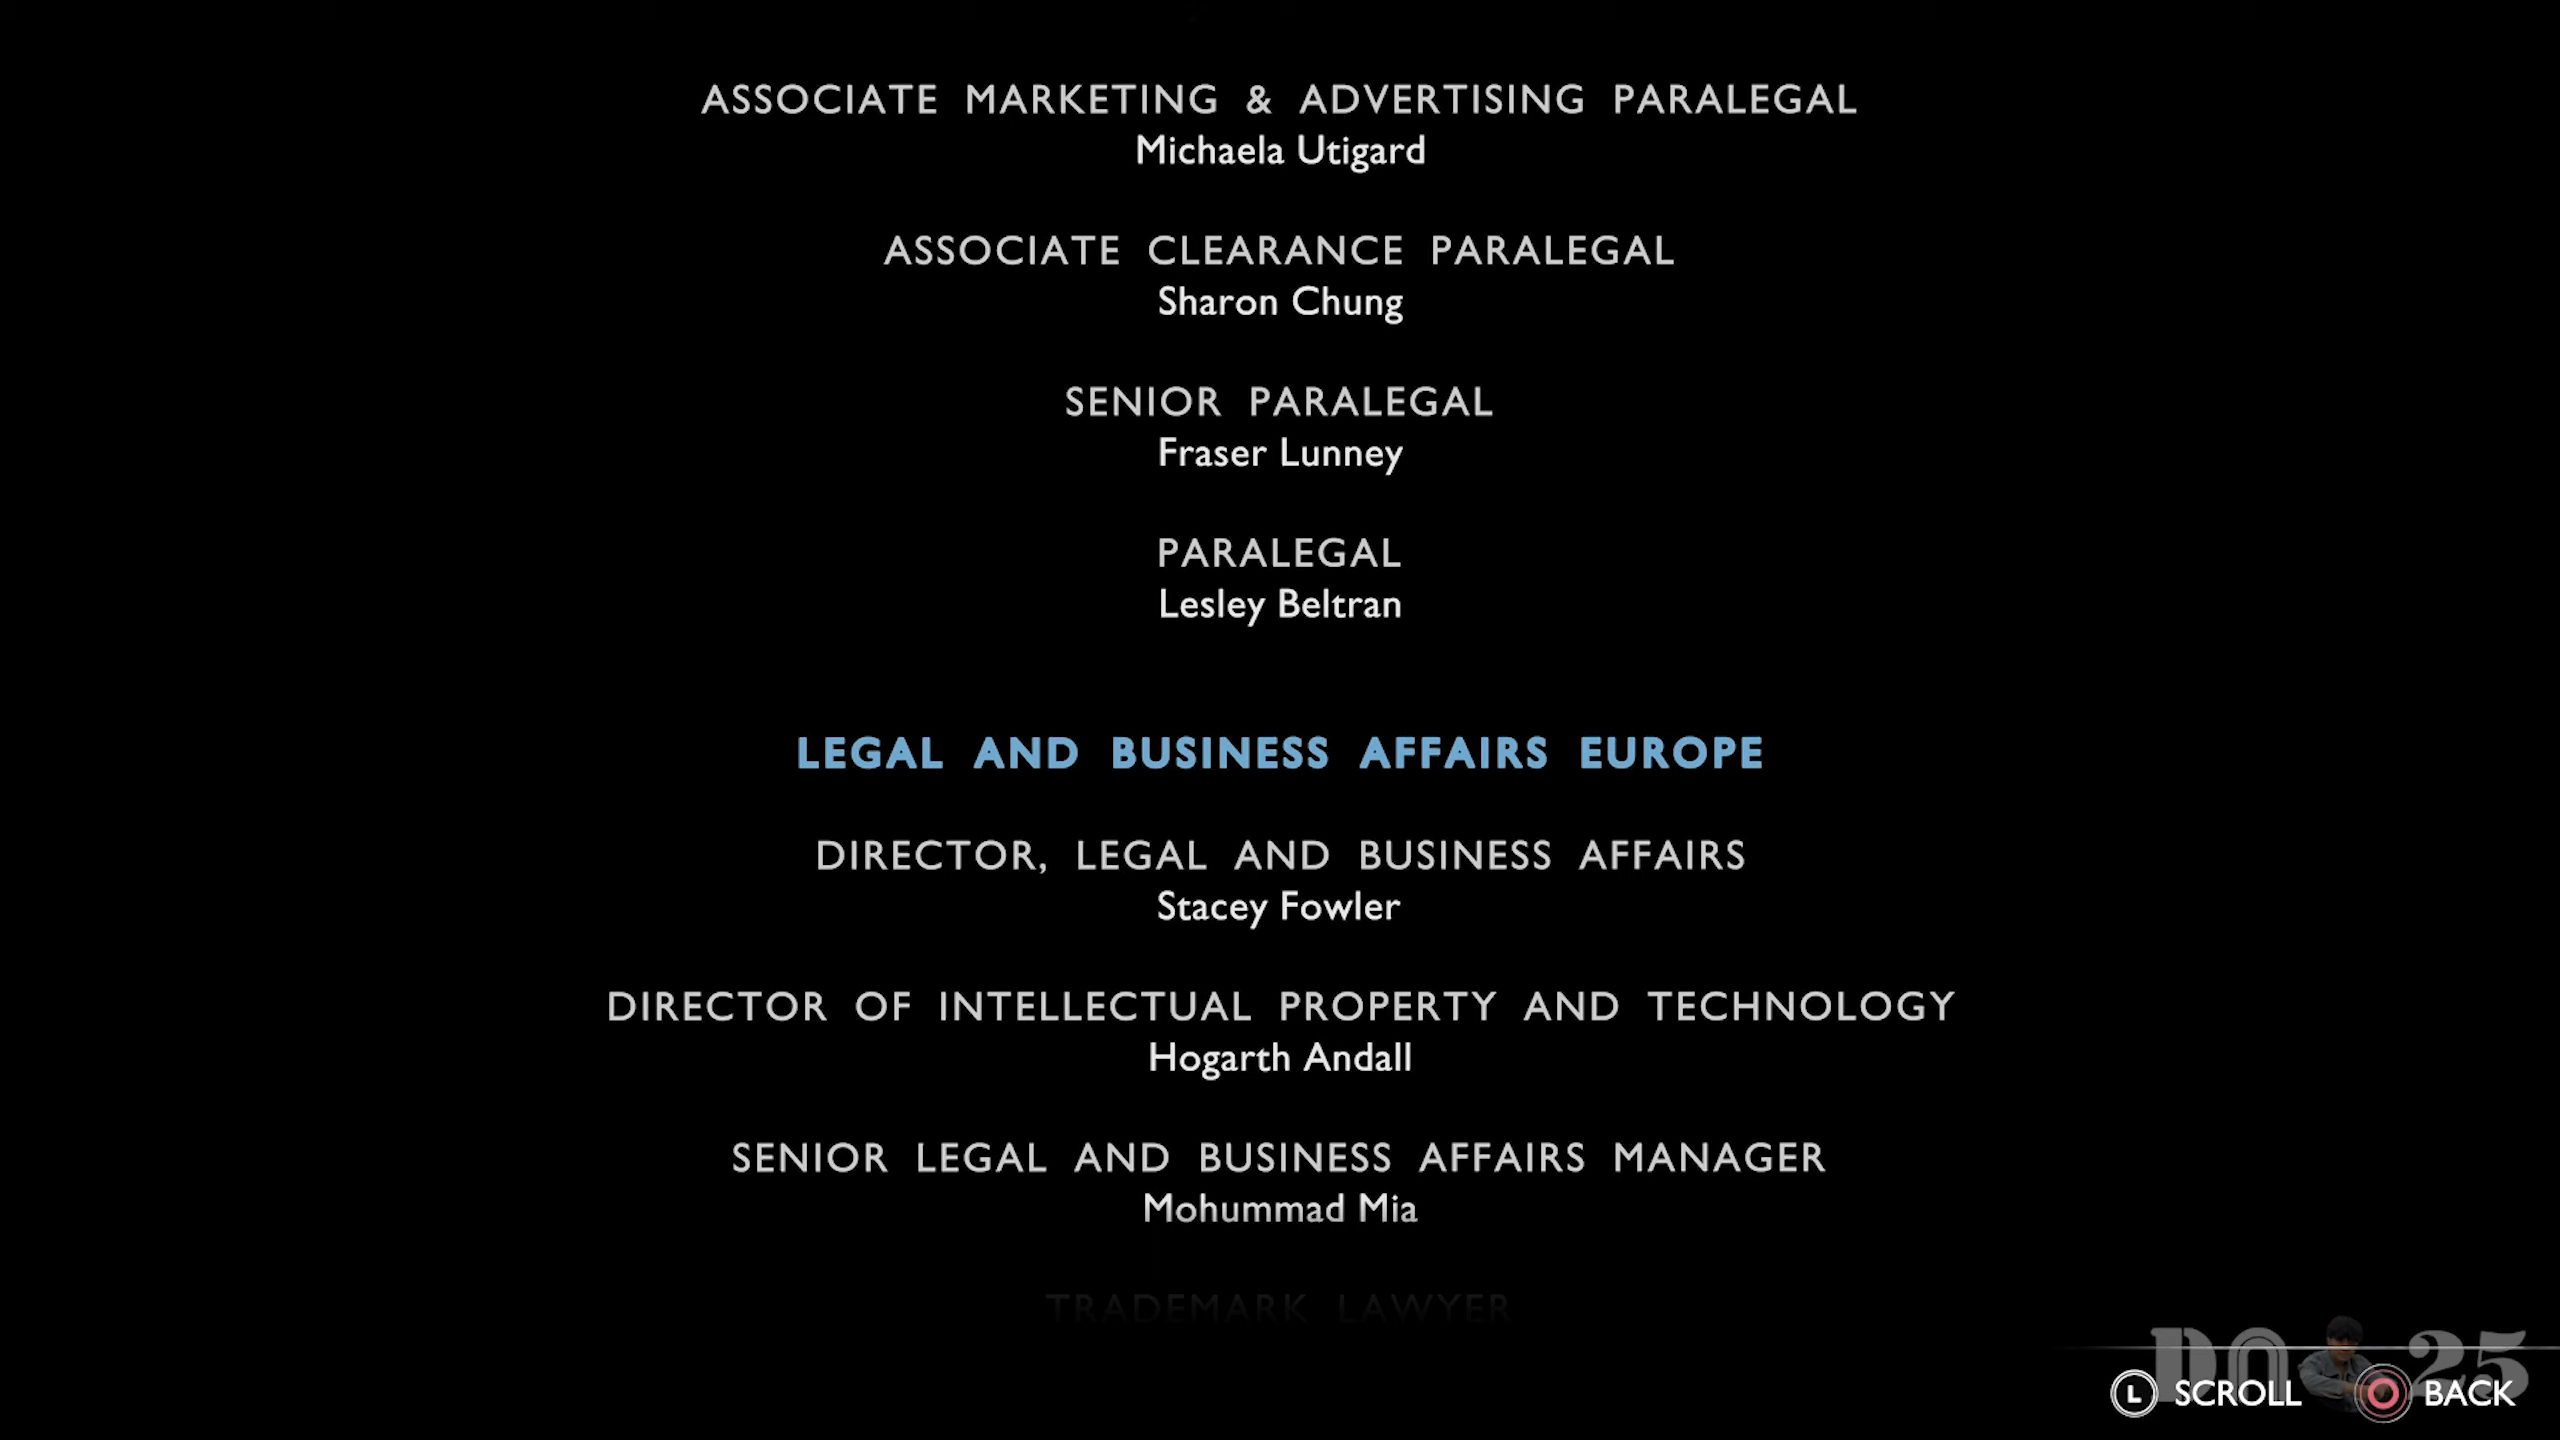 ASSOCIATE MARKETING & ADVERTISING PARALEGAL
Michaela Utigard
ASSOCIATE CLEARANCE PARALEGAL
Sharon Chung
SENIOR PARALEGAL
Fraser Lunney
PARALEGAL
Lesley Beltran
LEGAL AND BUSINESS AFFAIRS EUROPE
DIRECTOR, LEGAL AND BUSINESS AFFAIRS
Stacey Fowler
DIRECTOR OF INTELLECTUAL PROPERTY AND TECHNOLOGY
Hogarth Andall
SENIOR LEGAL AND BUSINESS AFFAIRS MANAGER
Mohummad Mia
TRADEMARK LAWYER
25
L SCROLL BACK